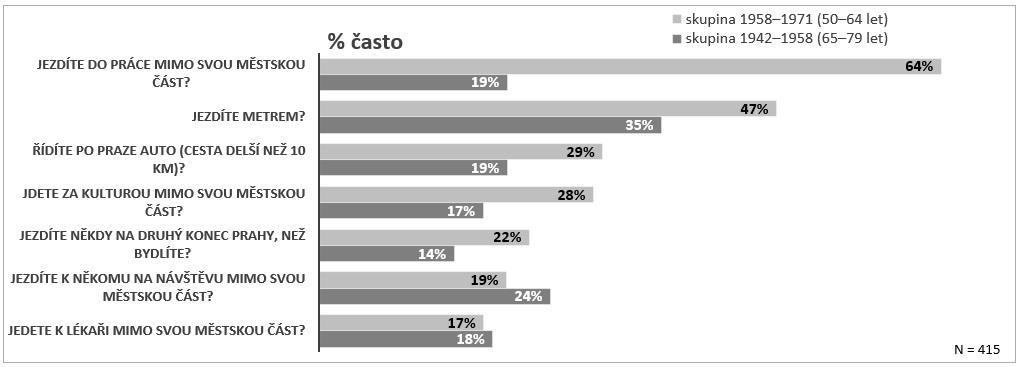 skupina 1958–1971 (50–64 let)
skupina 1942–1958 (65–79 let)
% často
JEZDÍTE DO PRÁCE MIMO SVOU MĚSTSKOU
ČÁST?
64%
19%
JEZDÍTE METREM?
47%
35%
ŘÍDÍTE PO PRAZE AUTO (CESTA DELŠÍ NEŽ 10
KM)?
29%
19%
JDETE ZA KULTUROU MIMO SVOU MĚSTSKOU
ČÁST?
28%
17%
JEZDÍTE NĚKDY NA DRUHÝ KONEC PRAHY, NEŽ
BYDLÍTE?
22%
14%
JEZDÍTE K NĚKOMU NA NÁVŠTĚVU MIMO SVOU
MĚSTSKOU ČÁST?
19%
24%
JEDETE K LÉKAŘI MIMO SVOU MĚSTSKOU ČÁST?
17%
18%
N = 415